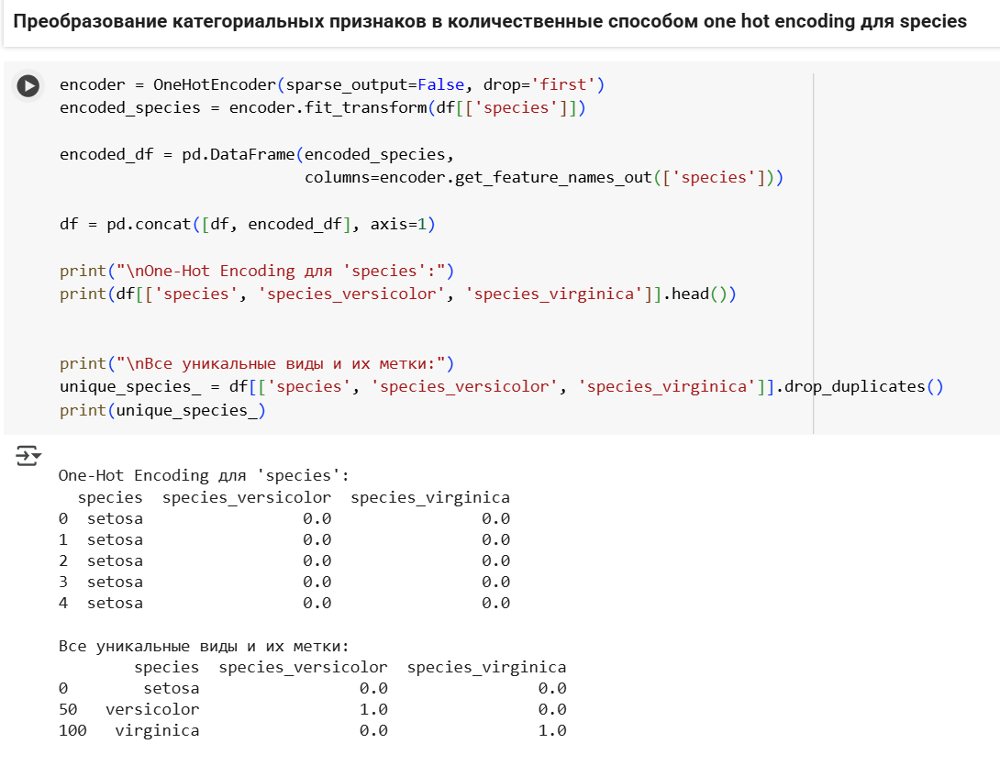 Преобразование категориальных признаков в количественные способом one hot encoding для species
encoder = OneHotEncoder(sparse_output=False, drop='first')
encoded_species = encoder.fit_transform(df[['species']])
encoded_df = pd.DataFrame(encoded_species,
columns=encoder.get_feature_names_out(['species']))
df = pd.concat([df, encoded_df], axis=1)
print("\nOne-Hot Encoding для 'species':")
print(df[['species', 'species_versicolor', 'species_virginica']].head())
print("\nВсе уникальные виды и их метки:")
unique_species_ = df[['species', 'species_versicolor', 'species_virginica']].drop_duplicates()
print(unique_species_)
One-Hot Encoding для 'species':
species species_versicolor species_virginica
0 setosa 0.0 0.0
1 setosa 0.0 0.0
2 setosa 0.0 0.0
3 setosa 0.0 0.0
4 setosa 0.0 0.0
Все уникальные виды и их метки:
species species_versicolor species_virginica
0 setosa 0.0 0.0
50 versicolor 1.0 0.0
100 virginica 0.0 1.0